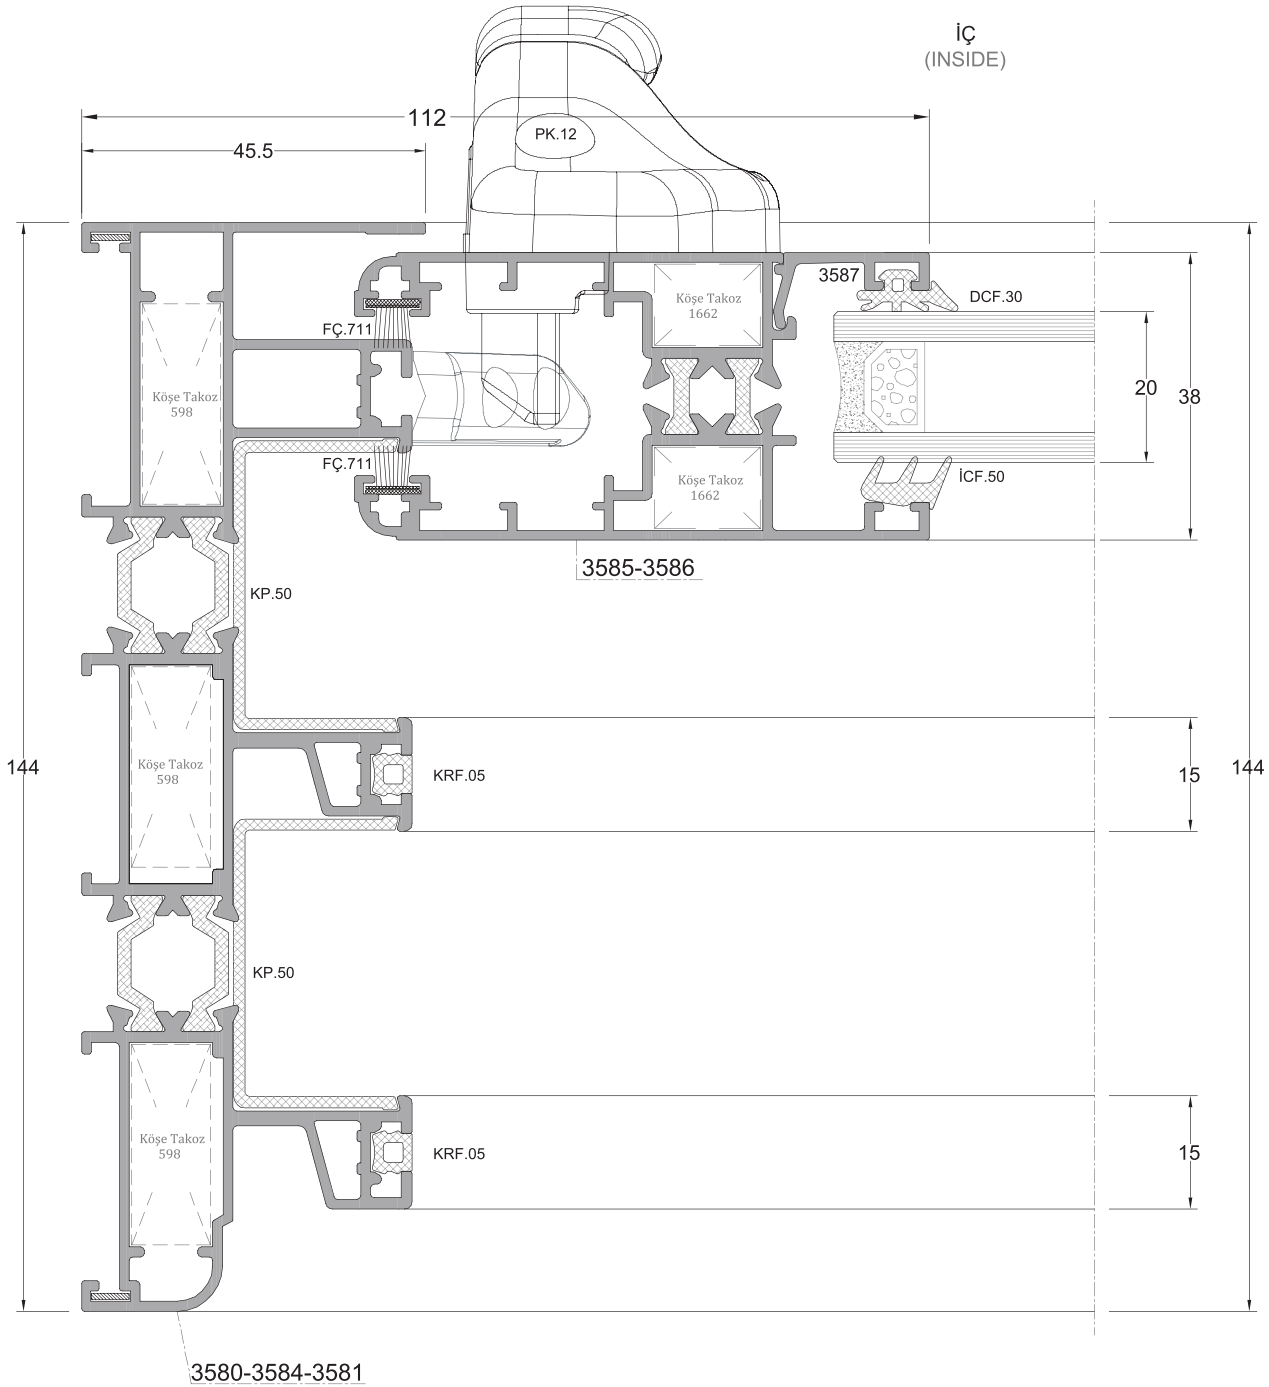 İÇ
(INSIDE)
112
PK.12
45.5
3587
DCF.30
Köşe Takoz
1662
FÇ.711
20
38
Köşe Takoz
598
FÇ.711
Köşe Takoz
1662
İCF.50
3585-3586
KP.50
144
Köşe Takoz
598
KRF.05
15
144
KP.50
Köşe Takoz
598
KRF.05
15
3580-3584-3581